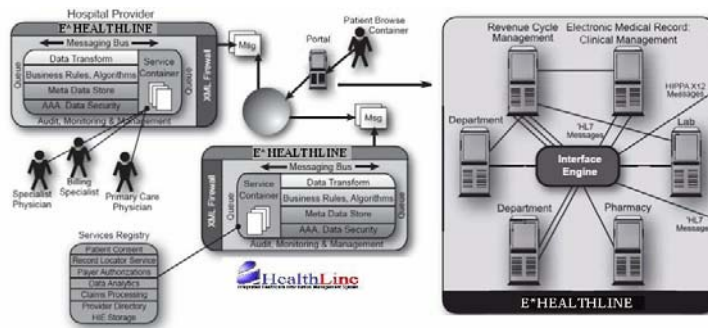 Hospital Provider
E*HEALTHLINE
Messaging Bus
Queue
Data Transform
Business Rules, Algorithms
Meta Data Store
AAA, Data Security
Service
Container
Audit, Monitoring & Management
XML Firewall
Msg
Portal
Patient Browse
Container
Specialist
Physician
Billing
Specialist
Primary Care
Physician
Msg
E*HEALTHLINE
Messaging Bus
XML Firewall
Queue
Service
Container
Data Transform
Business Rules, Algorithms
Meta Data Store
AAA, Data Security
Queue
Audit, Monitoring & Management
Services Registry
Patient Consent
Record Locator Service
Payer Authorizations
Data Analytics
Claims Processing
Provider Directory
HIE Storage
HealthLine
Revenue Cycle
Management
Electronic Medical Record:
Clinical Management
HIPPA X12
Messages
Department
'HL7
Messages
Lab
Interface
Engine
Department
Pharmacy
'HL7
Message
E*HEALTHLINE